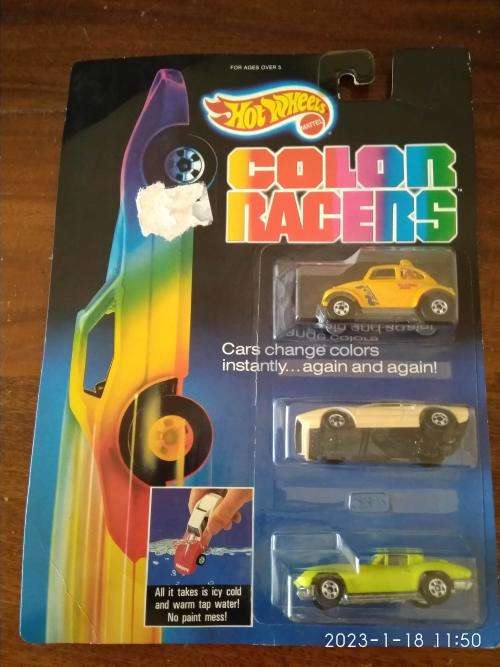 FOR AGES OVER 5
HOT WHEELS
MATTEL
COLOR
RACERS
Cars change colors
instantly...again and again!
All it takes is icy cold
and warm tap water!
No paint mess!
2023-1-18 11:50